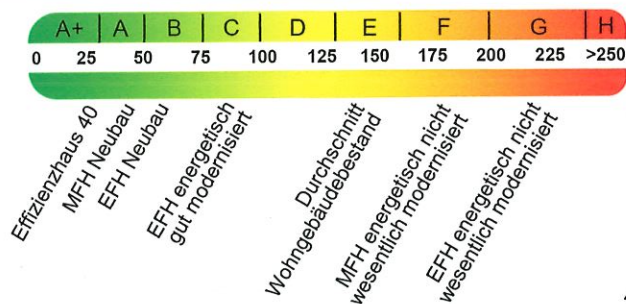 A+ A B C D E F G H
0 25 50 75 100 125 150 175 200 225 >250
Effizienzhaus 40
MFH Neubau
EFH Neubau
EFH energetisch
gut modernisiert
Durchschnitt
Wohngebäudebestand
MFH energetisch nicht
wesentlich modernisiert
EFH energetisch nicht
wesentlich modernisiert